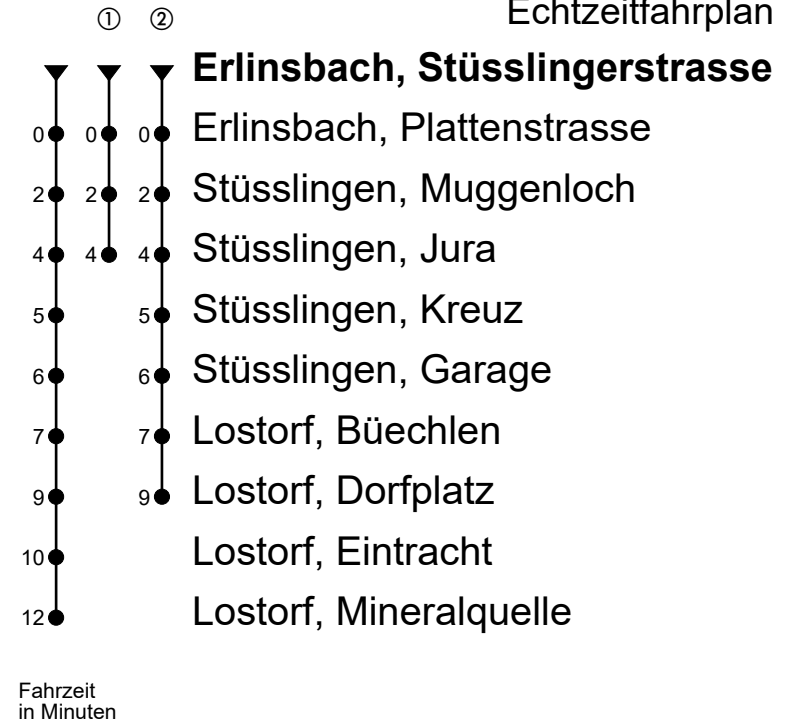 Echtzeitfahrplan
① ②
Erlinsbach, Stüsslingerstrasse
0 0 0 Erlinsbach, Plattenstrasse
2 2 2 Stüsslingen, Muggenloch
4 4 4 Stüsslingen, Jura
5 5 Stüsslingen, Kreuz
6 6 Stüsslingen, Garage
7 7 Lostorf, Büechlen
9 9 Lostorf, Dorfplatz
10 Lostorf, Eintracht
12 Lostorf, Mineralquelle
Fahrzeit
in Minuten